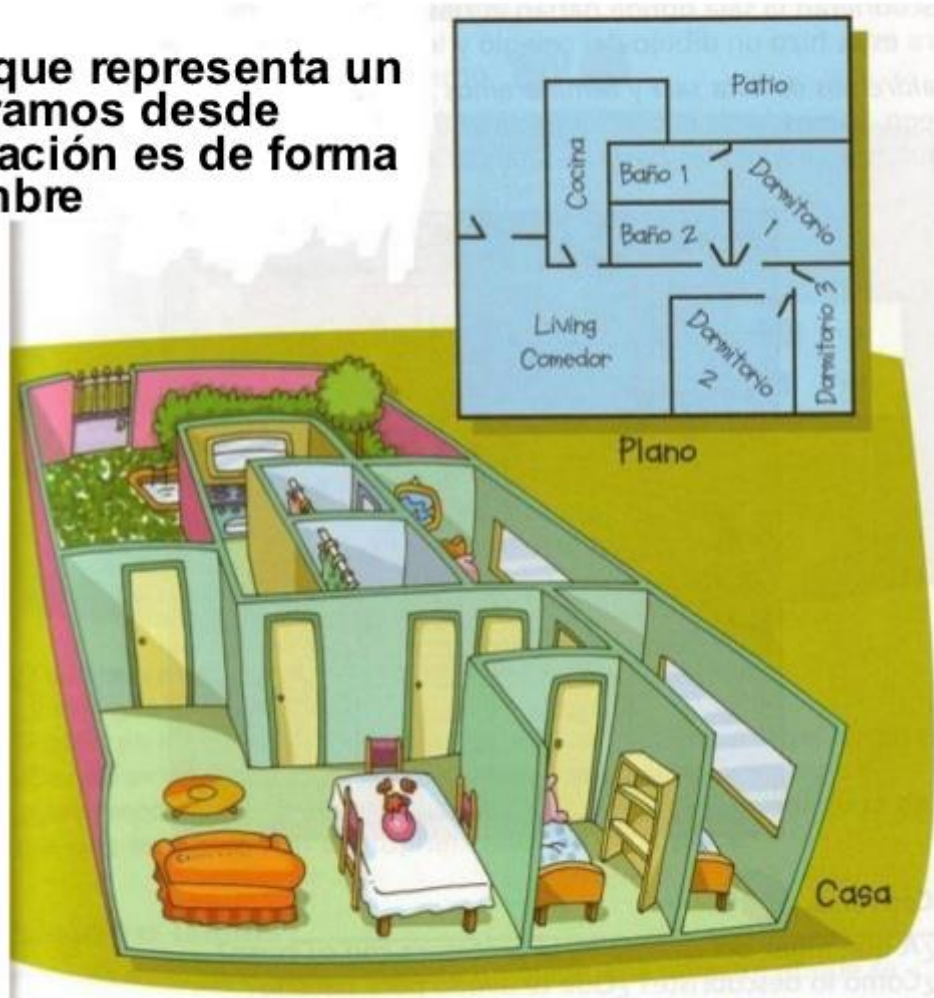 que representa un
ramos desde
ación es de forma
nbre
Patio
Cocina
Baño 1
Dormitorio
1
Baño 2
Living
Comedor
Dormitorio
2
Dormitorio 3
Plano
Casa